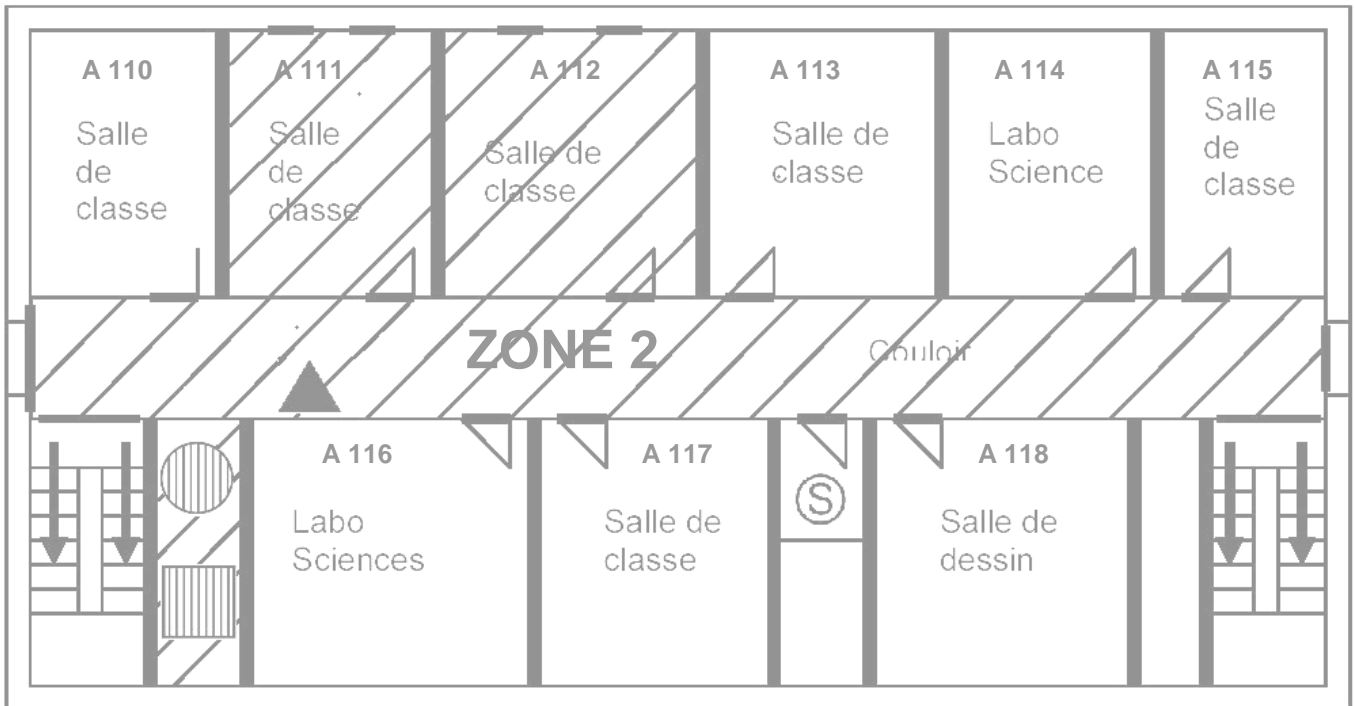 A 110
Salle
de
classe
A 111
Salle
de
classe
A 112
Salle de
classe
A 113
Salle de
classe
A 114
Labo
Science
A 115
Salle
de
classe
ZONE 2
Couloir
A 116
Labo
Sciences
A 117
Salle de
classe
S
A 118
Salle de
dessin